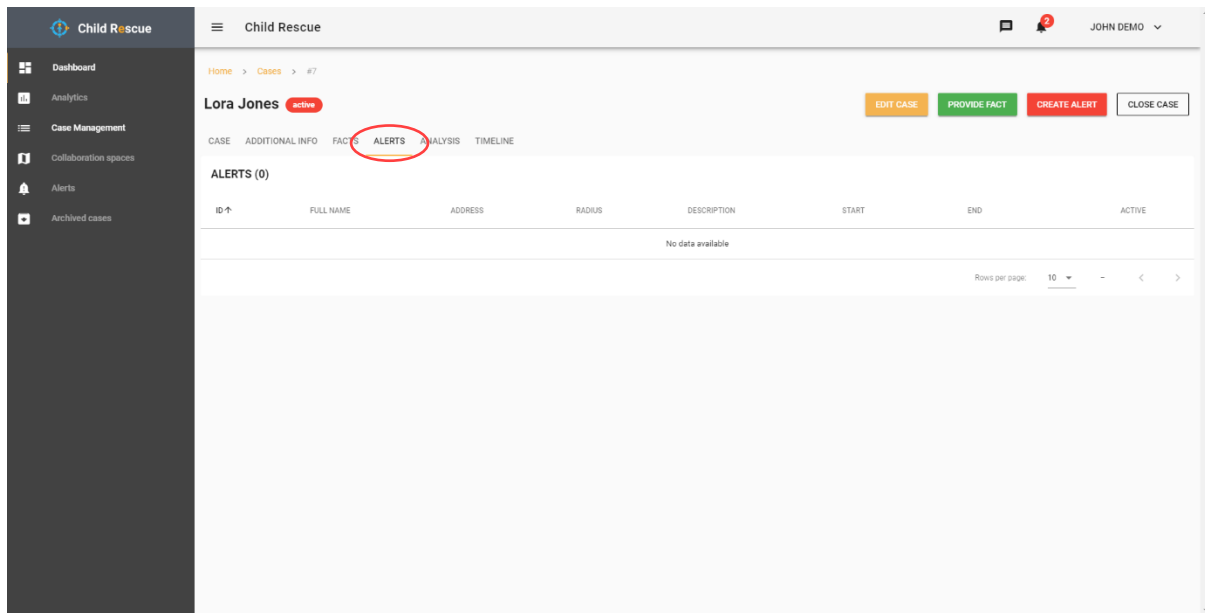 Child Rescue
Child Rescue
2
JOHN DEMO
Dashboard
Analytics
Case Management
Collaboration spaces
Alerts
Archived cases
Home > Cases > #7
Lora Jones active
EDIT CASE PROVIDE FACT CREATE ALERT CLOSE CASE
CASE ADDITIONAL INFO FACTS ALERTS ANALYSIS TIMELINE
ALERTS (0)
ID↑ FULL NAME ADDRESS RADIUS DESCRIPTION START END ACTIVE
No data available
Rows per page: 10 – < >